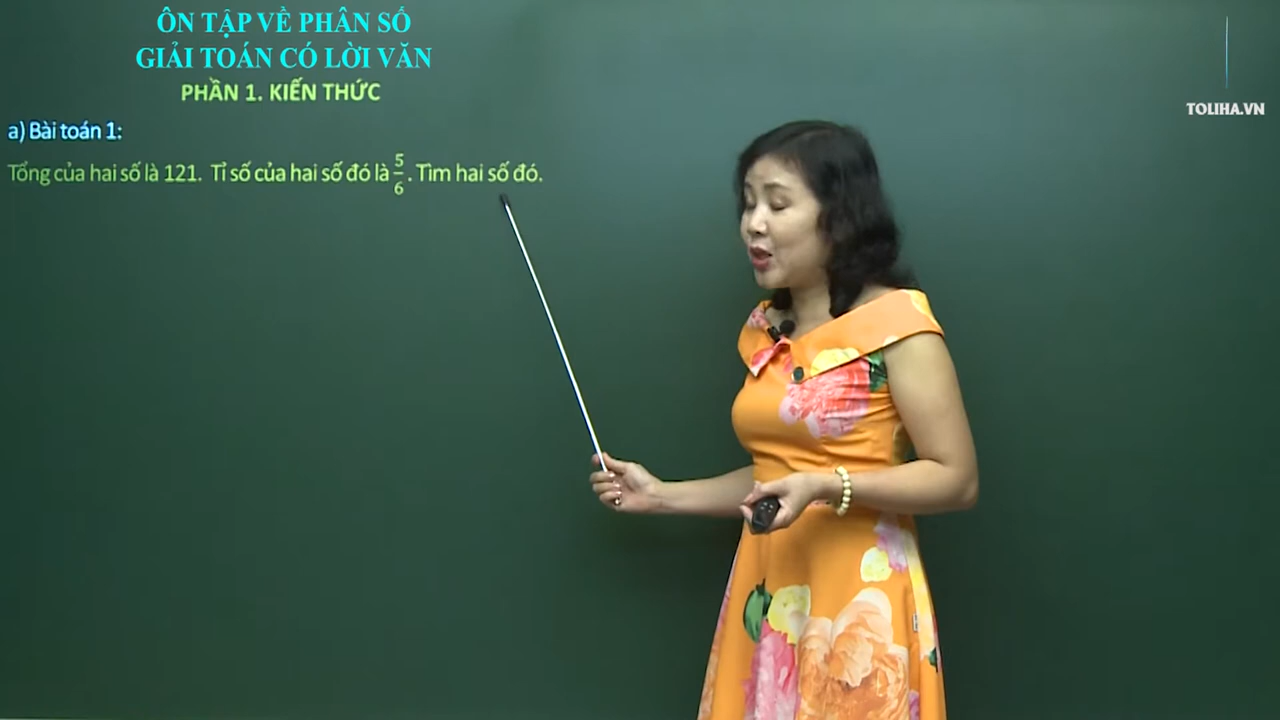 ÔN TẬP VỀ PHÂN SỐ
GIẢI TOÁN CÓ LỜI VĂN
PHẦN 1. KIẾN THỨC
TOLIHA.VN
a) Bài toán 1:
Tổng của hai số là 121. Tỉ số của hai số đó là 5/6. Tìm hai số đó.